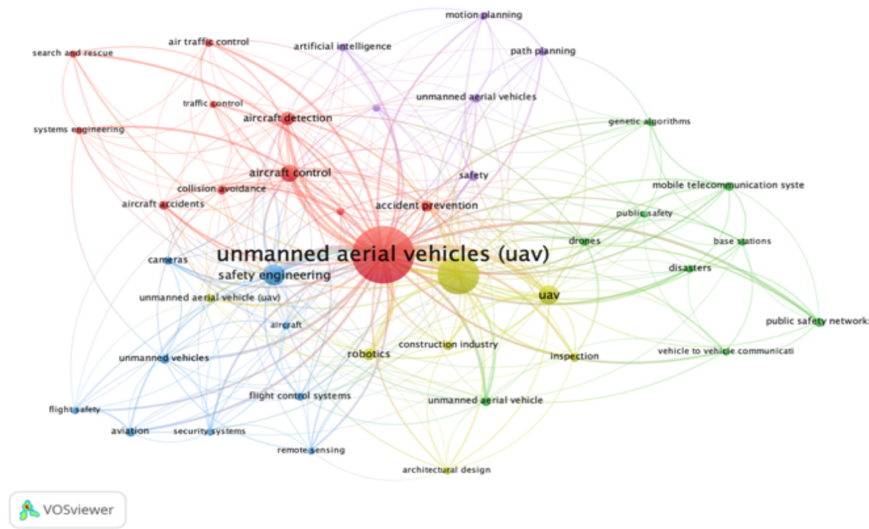 motion planning
air traffic control
artificial intelligence
search and rescue
path planning
unmanned aerial vehicles
traffic control
aircraft detection
genetic algorithms
systems engineering
aircraft control
safety
mobile telecommunication syste
collision avoidance
aircraft accidents
accident prevention
public safety
drones
base stations
unmanned aerial vehicles (uav)
cameras
safety engineering
disasters
unmanned aerial vehicle (uav)
uav
aircraft
public safety networks
construction industry
robotics
inspection
vehicle to vehicle communicati
unmanned vehicles
flight control systems
unmanned aerial vehicle
flight safety
aviation
security systems
remote sensing
architectural design
VOSviewer